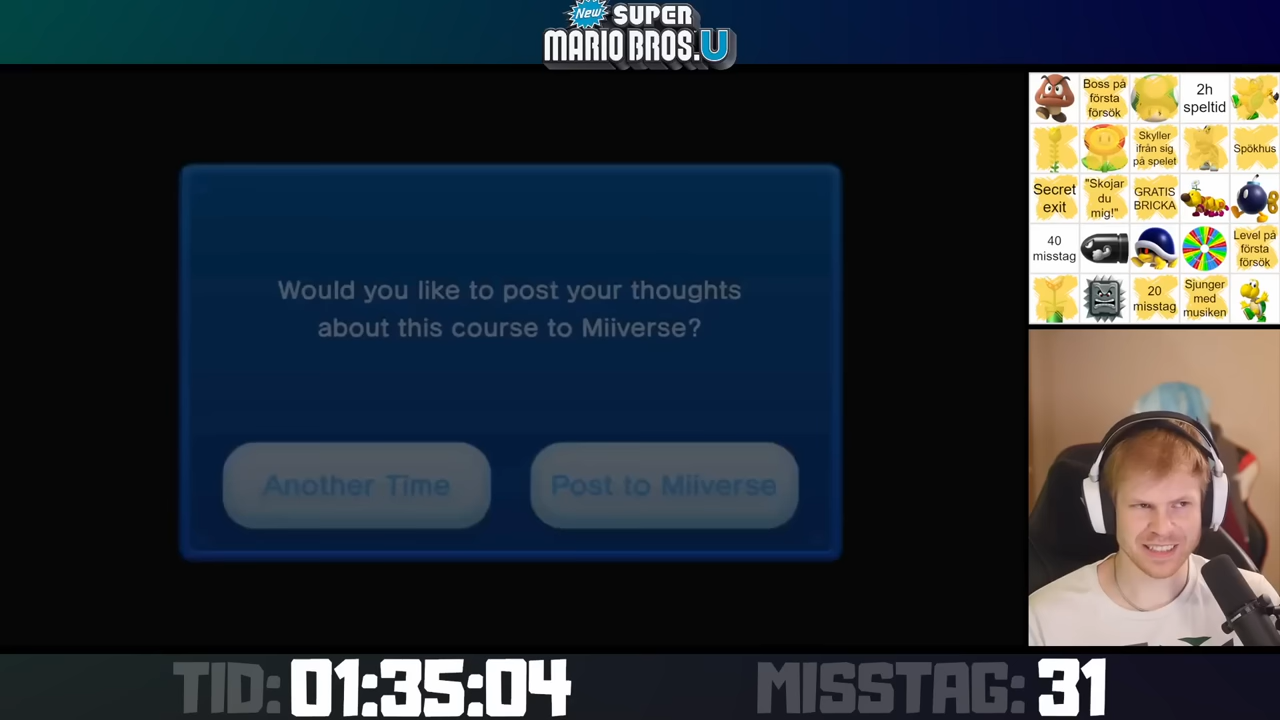 New SUPER
MARIO BROS.U
Boss på
första
försök
2h
speltid
Skyller
ifrån sig
på spelet
Spökhus
Secret
exit
"Skojar
du
mig!"
GRATIS
BRICKA
40
misstag
Level på
första
försök
20
misstag
Sjunger
med
musiken
Would you like to post your thoughts
about this course to Miiverse?
Another Time
Post to Miiverse
TID: 01:35:04
MISSTAG: 31